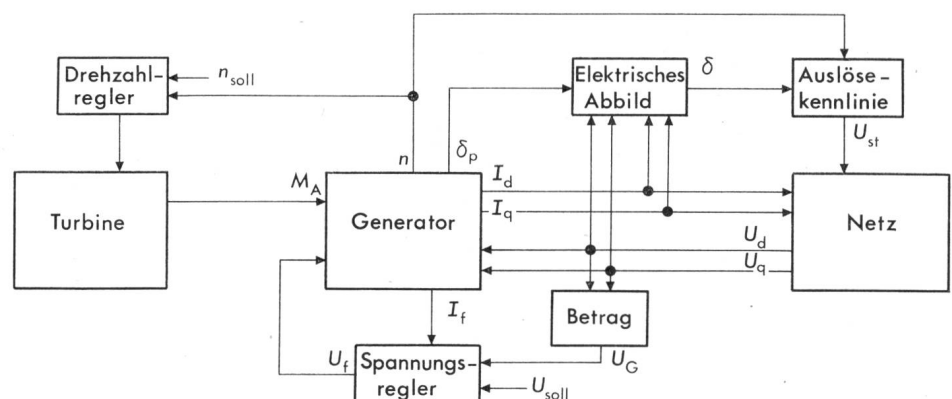 Drehzahl-
regler
n_soll
Elektrisches
Abbild
δ
Auslöse-
kennlinie
n
δ_p
U_st
Turbine
M_A
Generator
I_d
I_q
U_d
U_q
Netz
I_f
Betrag
U_f
Spannungs-
regler
U_G
U_soll